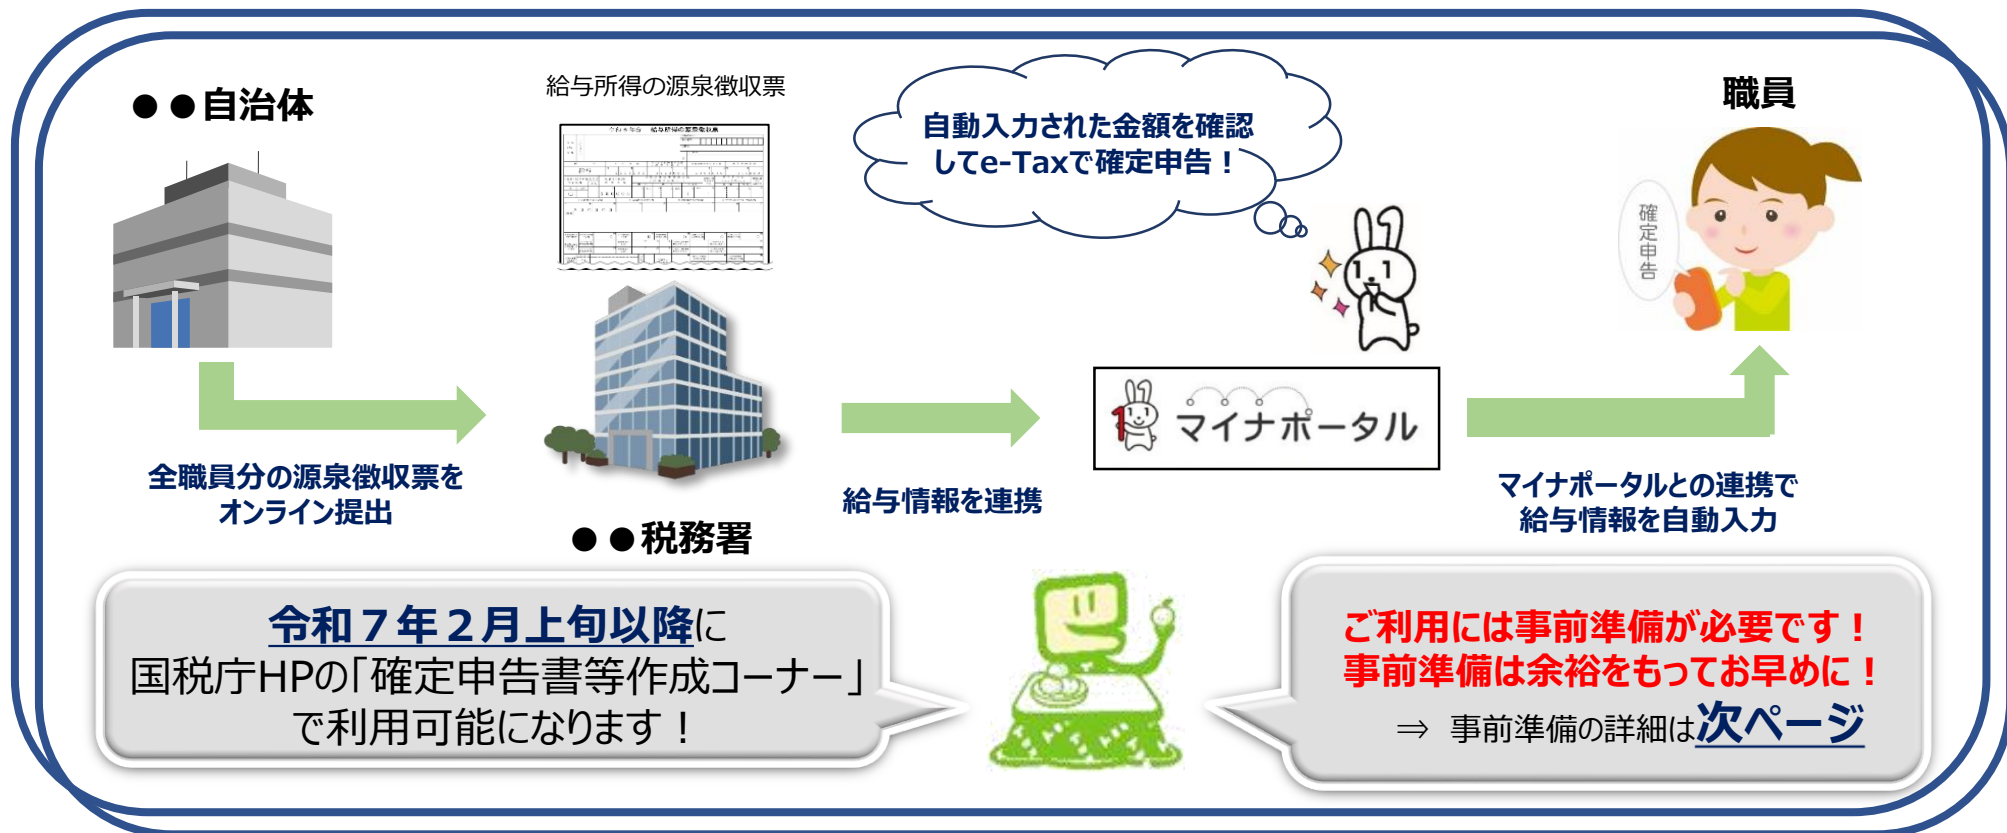 ●●自治体
給与所得の源泉徴収票
自動入力された金額を確認
してe-Taxで確定申告！
職員
確定申告
マイナポータル
全職員分の源泉徴収票を
オンライン提出
●●税務署
給与情報を連携
マイナポータルとの連携で
給与情報を自動入力
令和７年２月上旬以降に
国税庁HPの「確定申告書等作成コーナー」
で利用可能になります！
ご利用には事前準備が必要です！
事前準備は余裕をもってお早めに！
⇒ 事前準備の詳細は次ページ